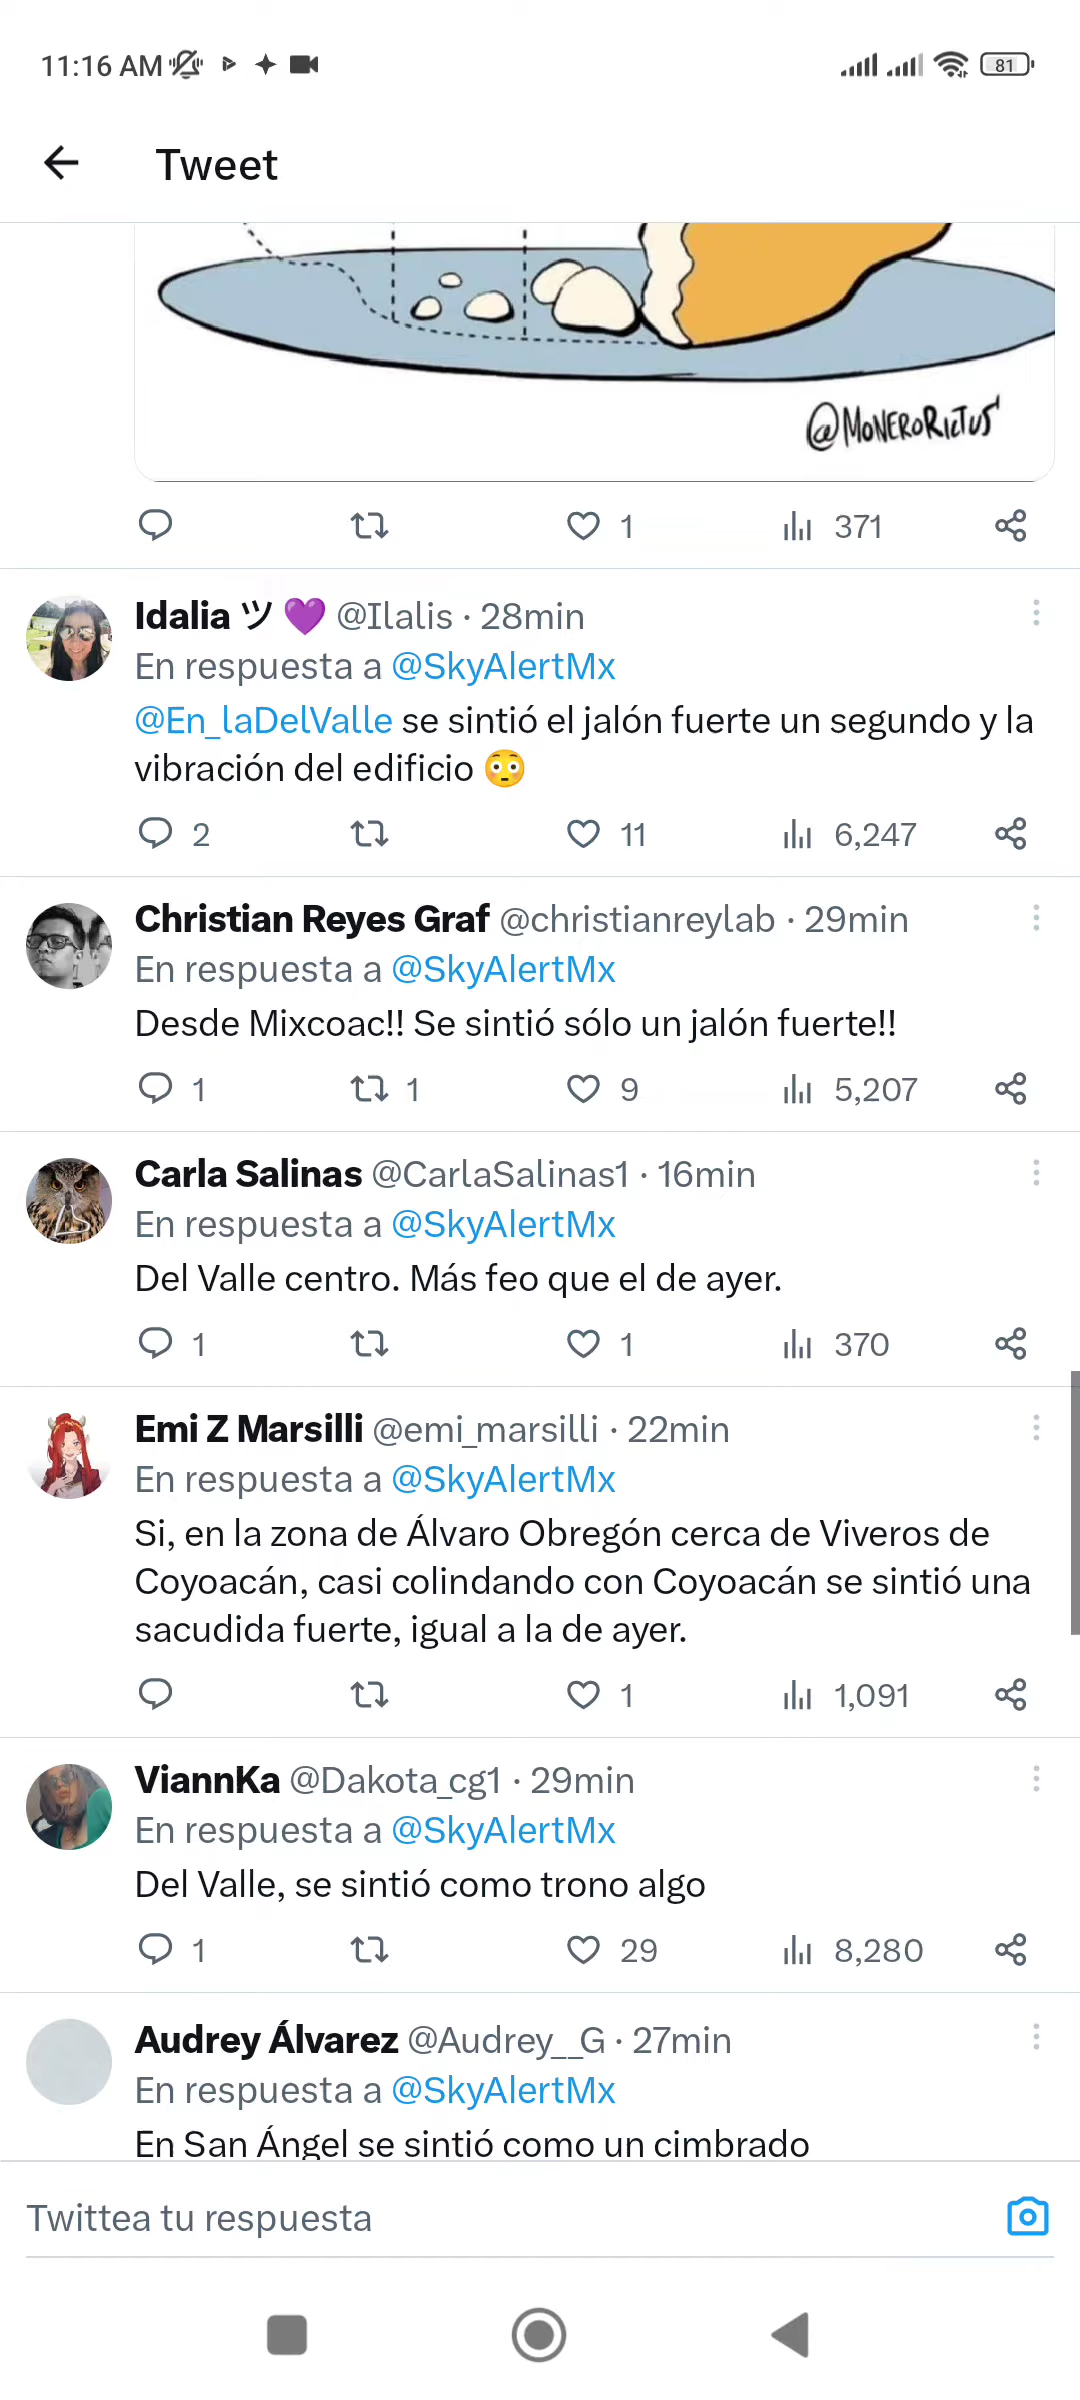 11:16 AM
81
Tweet
@MONERORICTUS
1
371
Idalia ツ 💜 @Ilalis · 28min
En respuesta a @SkyAlertMx
@En_laDelValle se sintió el jalón fuerte un segundo y la
vibración del edificio 😳
2
11
6,247
Christian Reyes Graf @christianreylab · 29min
En respuesta a @SkyAlertMx
Desde Mixcoac!! Se sintió sólo un jalón fuerte!!
1
1
9
5,207
Carla Salinas @CarlaSalinas1 · 16min
En respuesta a @SkyAlertMx
Del Valle centro. Más feo que el de ayer.
1
1
370
Emi Z Marsilli @emi_marsilli · 22min
En respuesta a @SkyAlertMx
Si, en la zona de Álvaro Obregón cerca de Viveros de
Coyoacán, casi colindando con Coyoacán se sintió una
sacudida fuerte, igual a la de ayer.
1
1,091
ViannKa @Dakota_cg1 · 29min
En respuesta a @SkyAlertMx
Del Valle, se sintió como trono algo
1
29
8,280
Audrey Álvarez @Audrey__G · 27min
En respuesta a @SkyAlertMx
En San Ángel se sintió como un cimbrado
Twittea tu respuesta